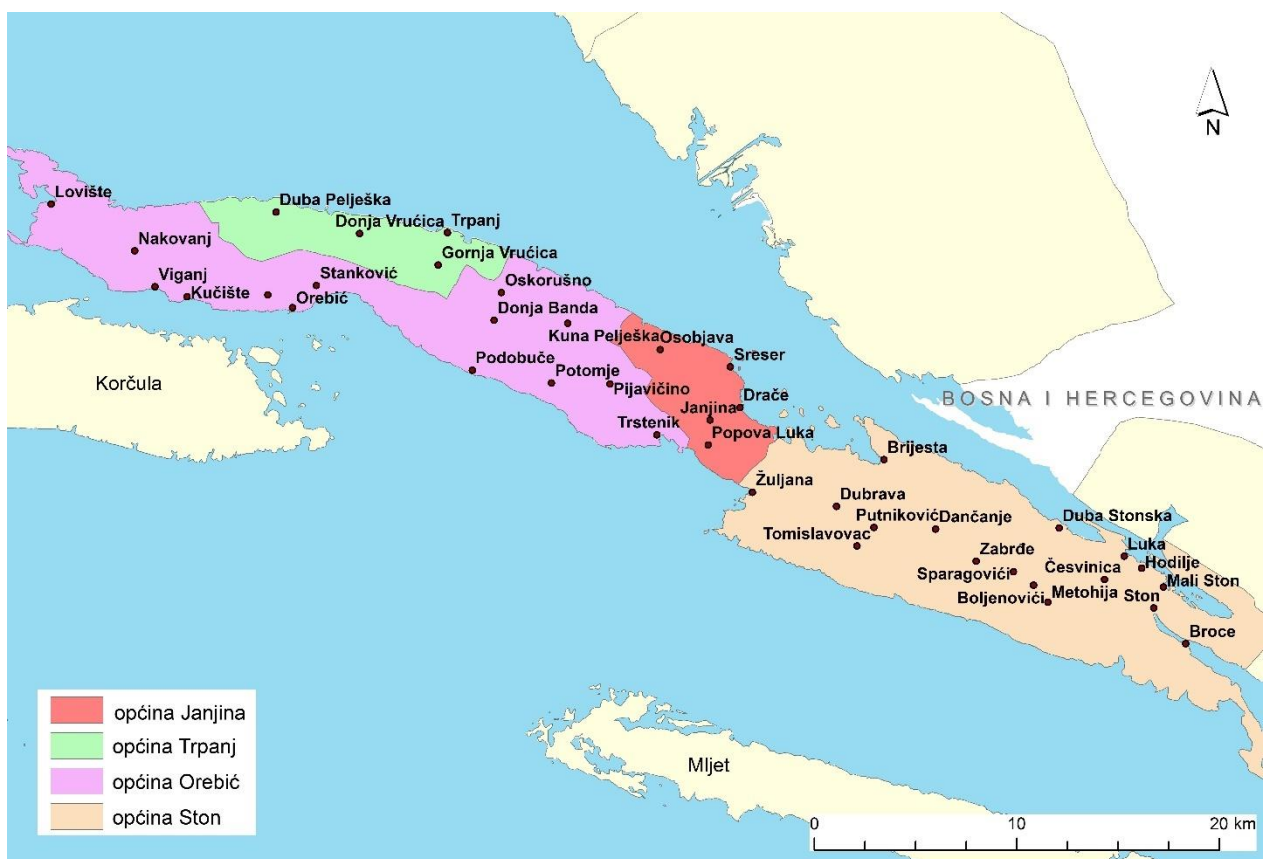 N
Lovište
Duba Pelješka
Donja Vrućica
Trpanj
Nakovanj
Gornja Vrućica
Viganj
Stanković
Kučište
Orebić
Oskorušno
Donja Banda
Kuna Pelješka
Osobjava
Sreser
Podobuče
Potomje
Pijavičino
Korčula
Drače
Janjina
BOSNA I HERCEGOVINA
Trstenik
Popova Luka
Brijesta
Žuljana
Dubrava
Putniković
Dančanje
Duba Stonska
Tomislavovac
Luka
Zabrđe
Hodilje
Sparagovići
Česvinica
Mali Ston
Boljenovići
Metohija
Ston
Broce
općina Janjina
općina Trpanj
općina Orebić
općina Ston
Mljet
0 10 20 km